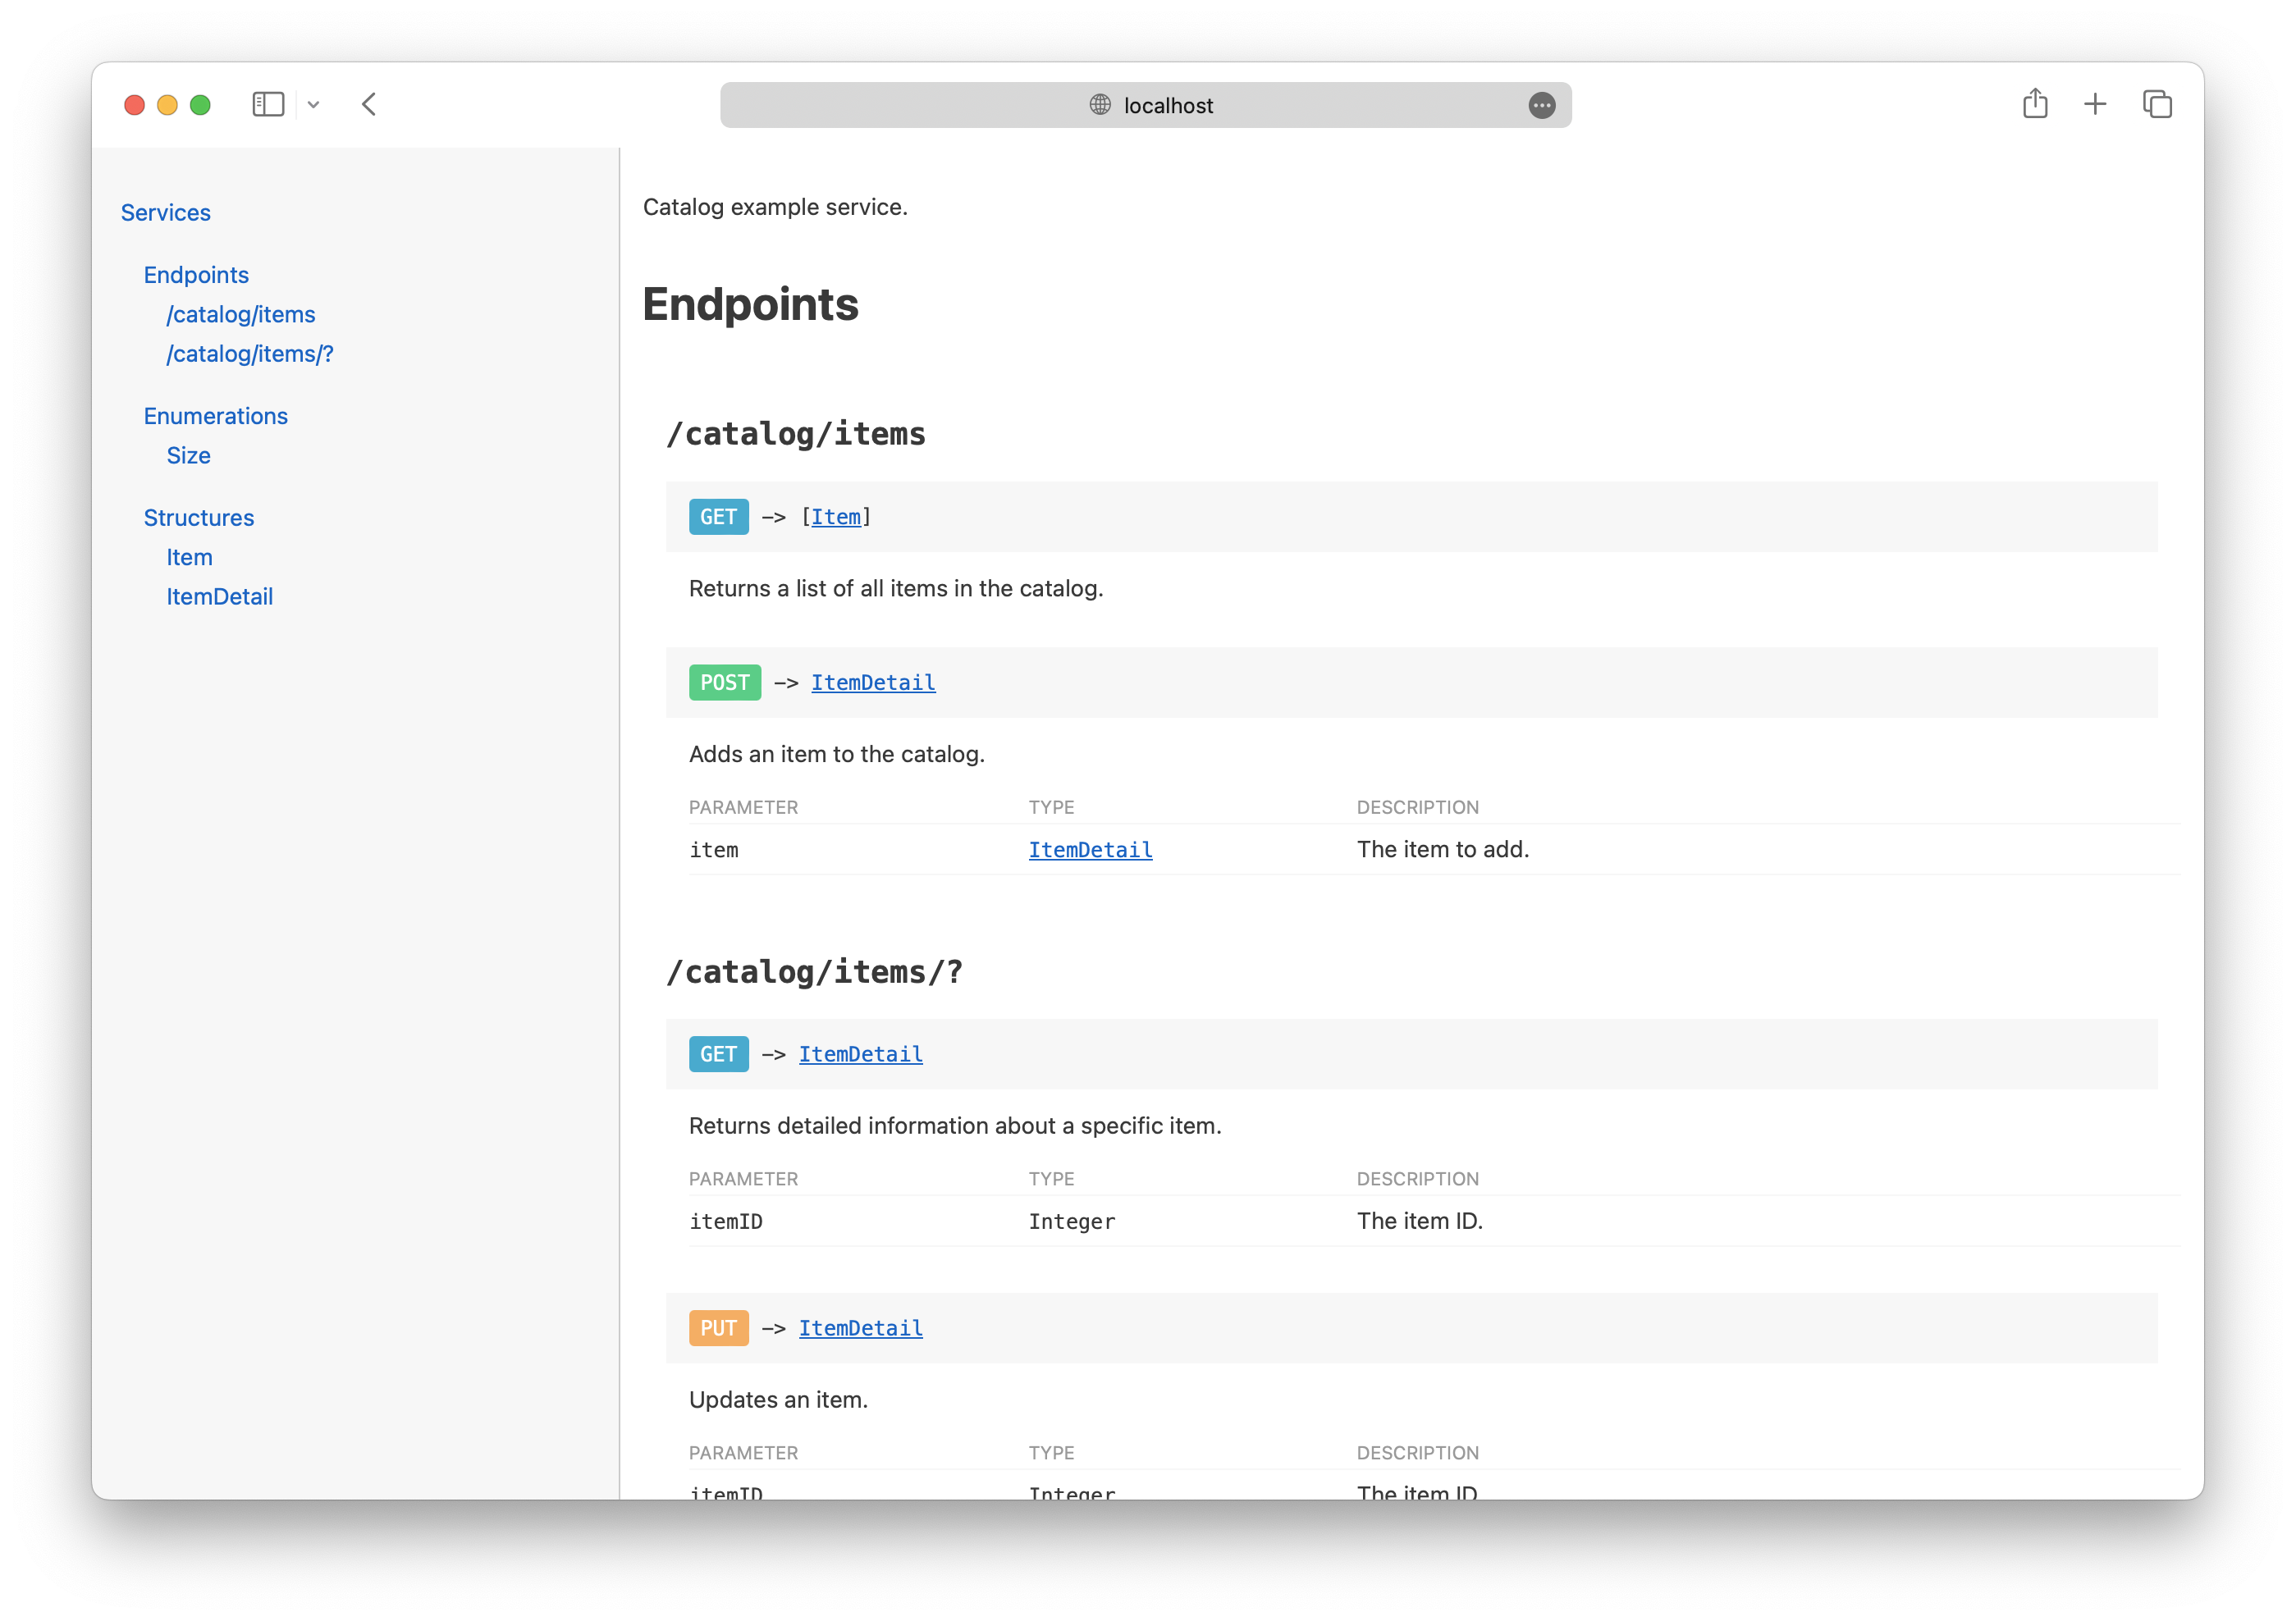 localhost
Services
Endpoints
/catalog/items
/catalog/items/?
Enumerations
Size
Structures
Item
ItemDetail
Catalog example service.
Endpoints
/catalog/items
GET -> [Item]
Returns a list of all items in the catalog.
POST -> ItemDetail
Adds an item to the catalog.
PARAMETER TYPE DESCRIPTION
item ItemDetail The item to add.
/catalog/items/?
GET -> ItemDetail
Returns detailed information about a specific item.
PARAMETER TYPE DESCRIPTION
itemID Integer The item ID.
PUT -> ItemDetail
Updates an item.
PARAMETER TYPE DESCRIPTION
itemID Integer The item ID